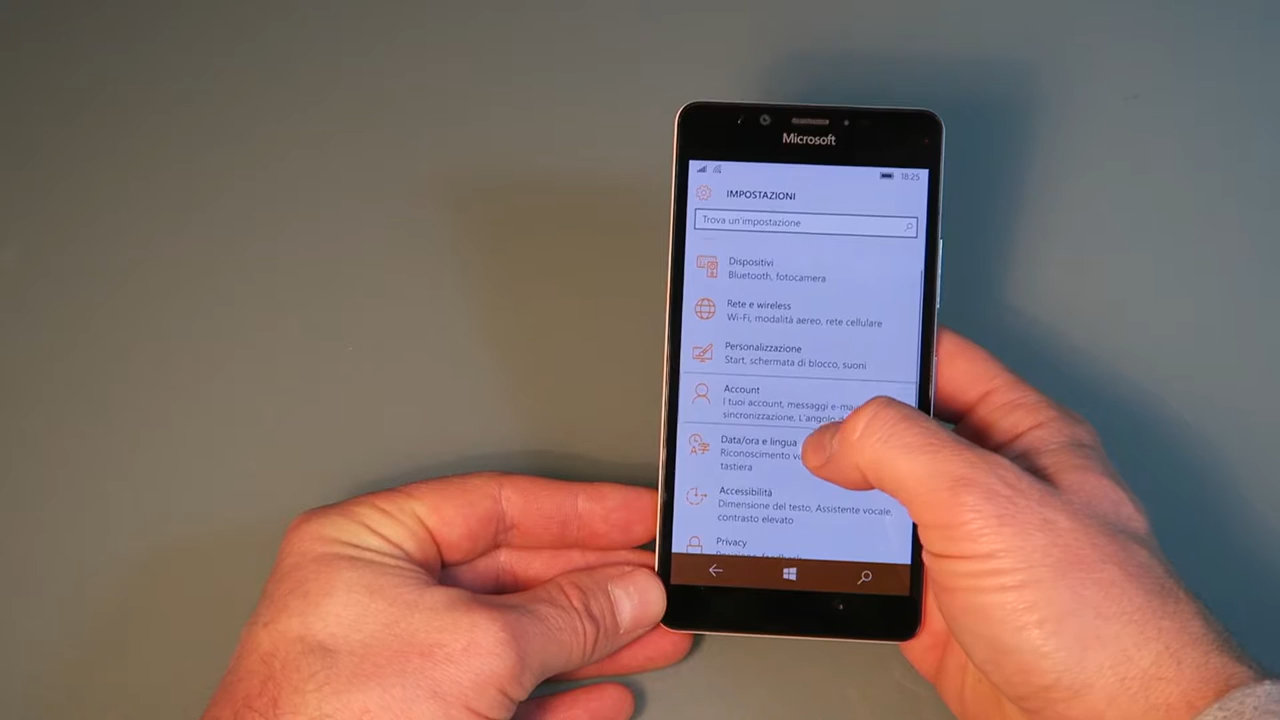 Microsoft
18:25
IMPOSTAZIONI
Trova un'impostazione
Dispositivi
Bluetooth, fotocamera
Rete e wireless
Wi-Fi, modalità aereo, rete cellulare
Personalizzazione
Start, schermata di blocco, suoni
Account
I tuoi account, messaggi
sincronizzazione, L'angolo
Data/ora e lingua
Riconoscimento
tastiera
Accessibilità
Dimensione del testo, Assistente vocale,
contrasto elevato
Privacy